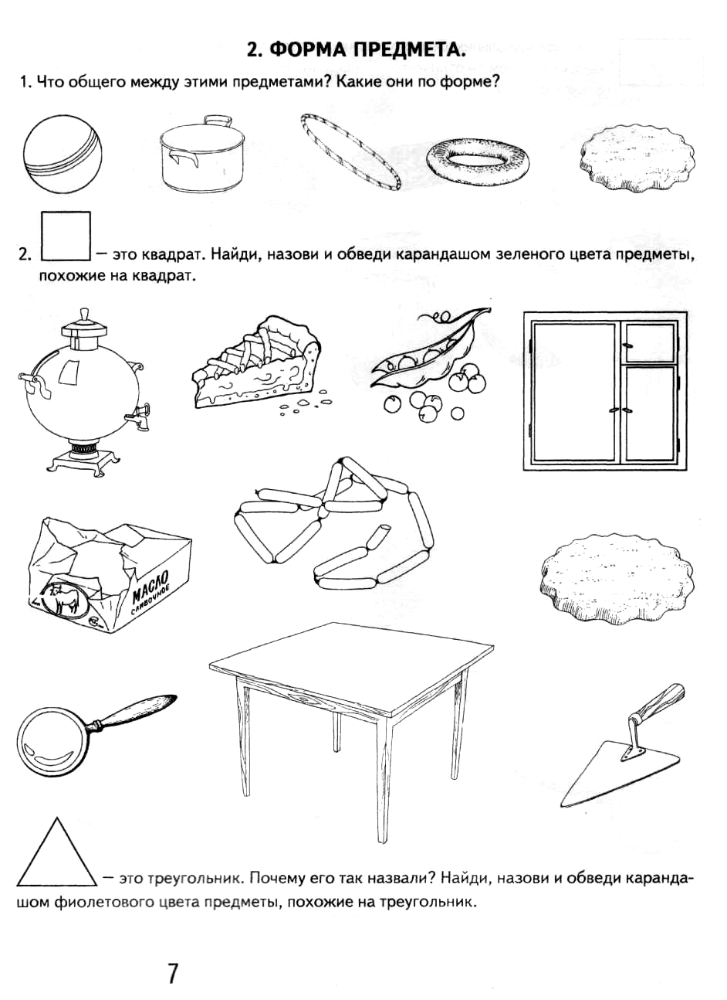 2. ФОРМА ПРЕДМЕТА.
1. Что общего между этими предметами? Какие они по форме?
2. — это квадрат. Найди, назови и обведи карандашом зеленого цвета предметы,
похожие на квадрат.
МАСЛО
СЛИВОЧНОЕ
— это треугольник. Почему его так назвали? Найди, назови и обведи каранда-
шом фиолетового цвета предметы, похожие на треугольник.
7